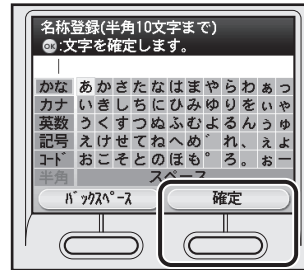 名称登録(半角10文字まで)
OK:文字を確定します。
かな あかさたなはまやらわぁっ
カナ いきしちにひみゆりをぃゃ
英数 うくすつぬふむよるんぅゅ
記号 えけせてねへめ゛れ、ぇょ
ｺｰﾄﾞ おこそとのほも゜ろ。ぉー
半角 スペース
ﾊﾞｯｸｽﾍﾟｰｽ 確定